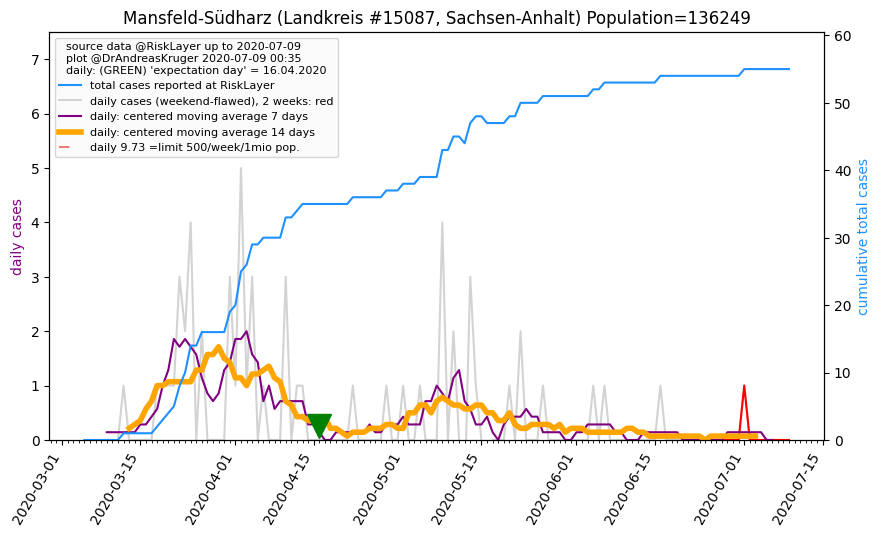 Mansfeld-Südharz (Landkreis #15087, Sachsen-Anhalt) Population=136249
source data @RiskLayer up to 2020-07-09
plot @DrAndreasKruger 2020-07-09 00:35
daily: (GREEN) 'expectation day' = 16.04.2020
total cases reported at RiskLayer
daily cases (weekend-flawed), 2 weeks: red
daily: centered moving average 7 days
daily: centered moving average 14 days
daily 9.73 =limit 500/week/1mio pop.
daily cases
7
6
5
4
3
2
1
0
cumulative total cases
60
50
40
30
20
10
0
2020-03-01
2020-03-15
2020-04-01
2020-04-15
2020-05-01
2020-05-15
2020-06-01
2020-06-15
2020-07-01
2020-07-15